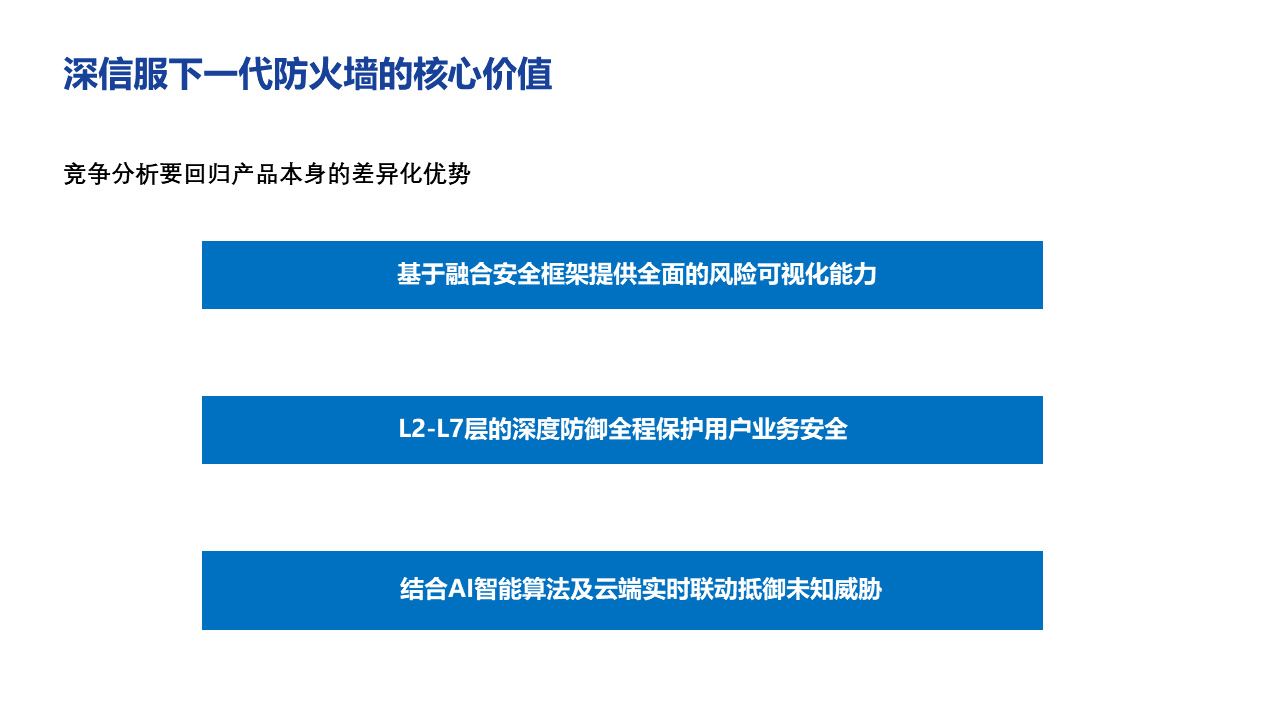 深信服下一代防火墙的核心价值
竞争分析要回归产品本身的差异化优势
基于融合安全框架提供全面的风险可视化能力
L2-L7层的深度防御全程保护用户业务安全
结合AI智能算法及云端实时联动抵御未知威胁